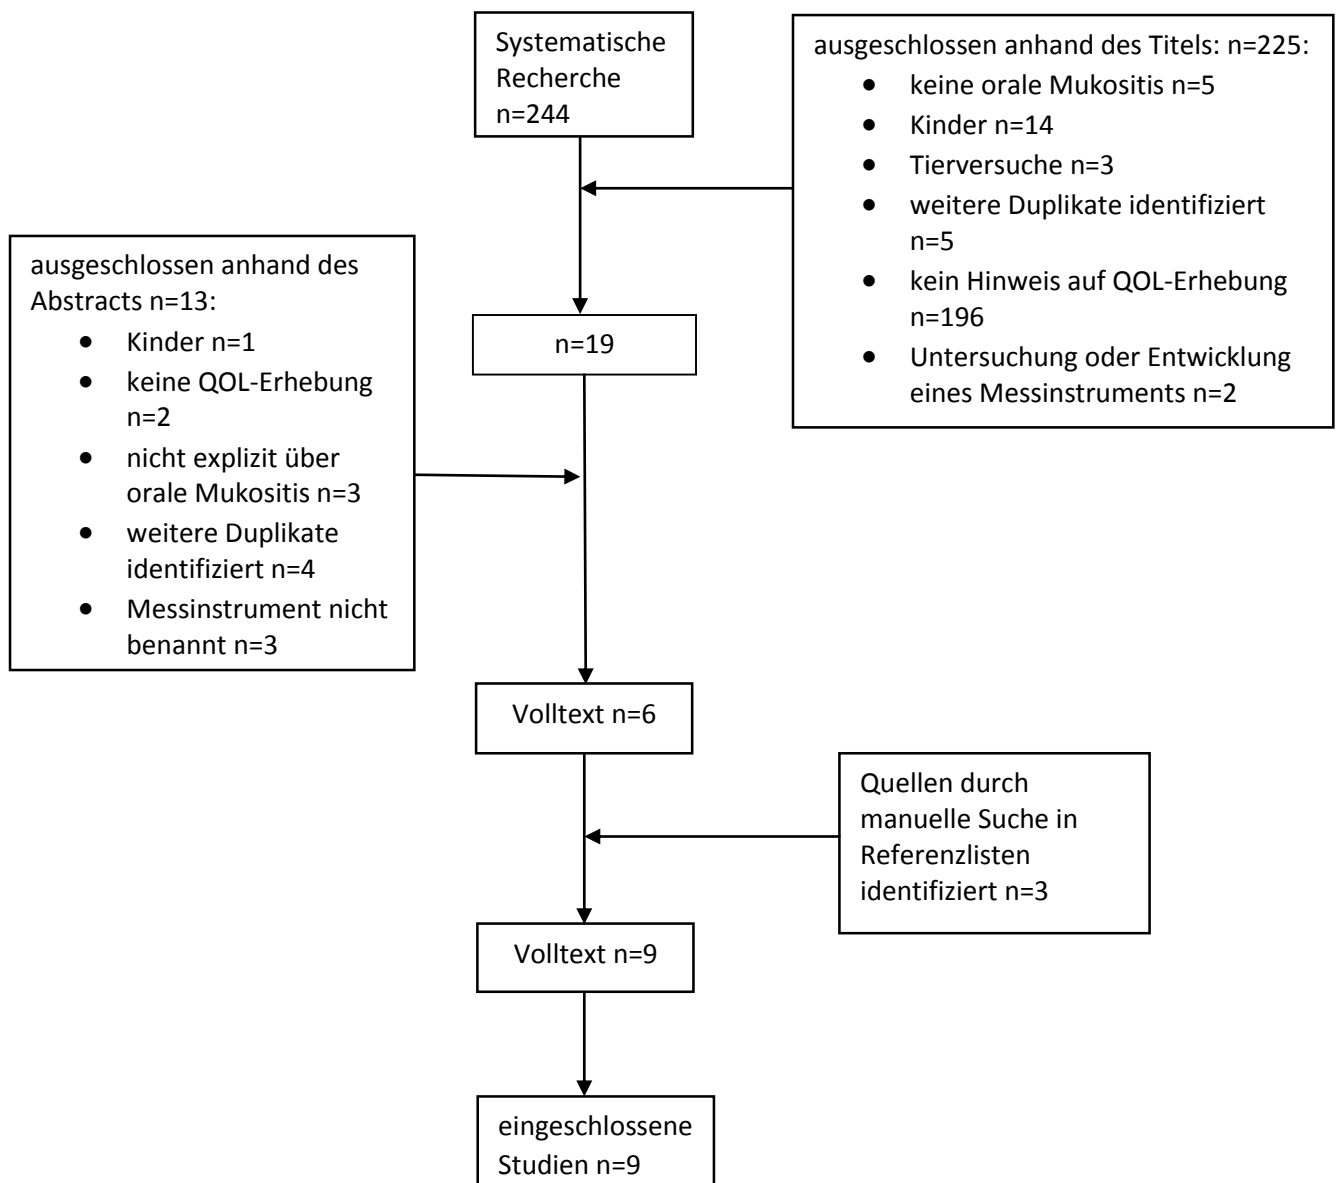 Systematische
Recherche
n=244
ausgeschlossen anhand des Titels: n=225:
• keine orale Mukositis n=5
• Kinder n=14
• Tierversuche n=3
• weitere Duplikate identifiziert
n=5
• kein Hinweis auf QOL-Erhebung
n=196
• Untersuchung oder Entwicklung
eines Messinstruments n=2
ausgeschlossen anhand des
Abstracts n=13:
• Kinder n=1
• keine QOL-Erhebung
n=2
• nicht explizit über
orale Mukositis n=3
• weitere Duplikate
identifiziert n=4
• Messinstrument nicht
benannt n=3
n=19
Volltext n=6
Quellen durch
manuelle Suche in
Referenzlisten
identifiziert n=3
Volltext n=9
eingeschlossene
Studien n=9